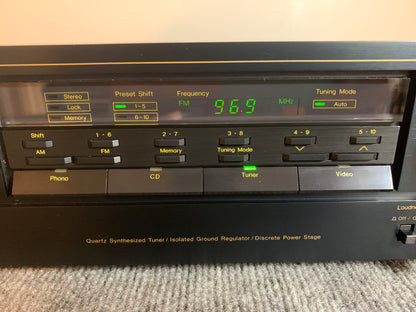 Stereo
Lock
Memory
Preset Shift
1-5
6-10
Frequency
FM 96.9 MHz
Tuning Mode
Auto
Shift 1 • 6 2 • 7 3 • 8 4 • 9 5 • 10
AM FM Memory Tuning Mode
Phono CD Tuner Video
Loudn
Off / O
Quartz Synthesized Tuner / Isolated Ground Regulator / Discrete Power Stage